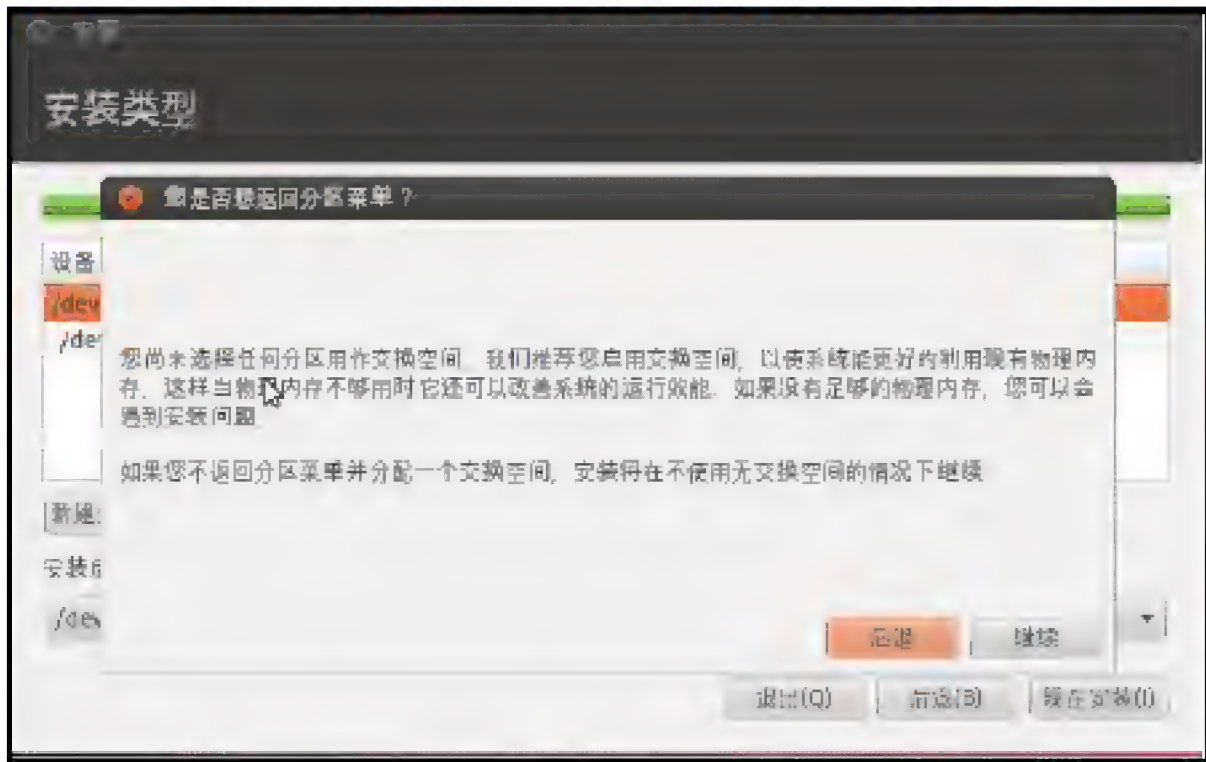 安装
安装类型
您是否想返回分区菜单？
设备
/dev
/dev
您尚未选择任何分区用作交换空间。我们推荐您启用交换空间，以使系统能更好的利用现有物理内
存，这样当物理内存不够用时它还可以改善系统的运行效能。如果没有足够的物理内存，您可以会
遇到安装问题。
如果您不返回分区菜单并分配一个交换空间，安装将在不使用无交换空间的情况下继续
新建
安装
/dev
后退
继续
退出(Q)
后退(B)
现在安装(I)